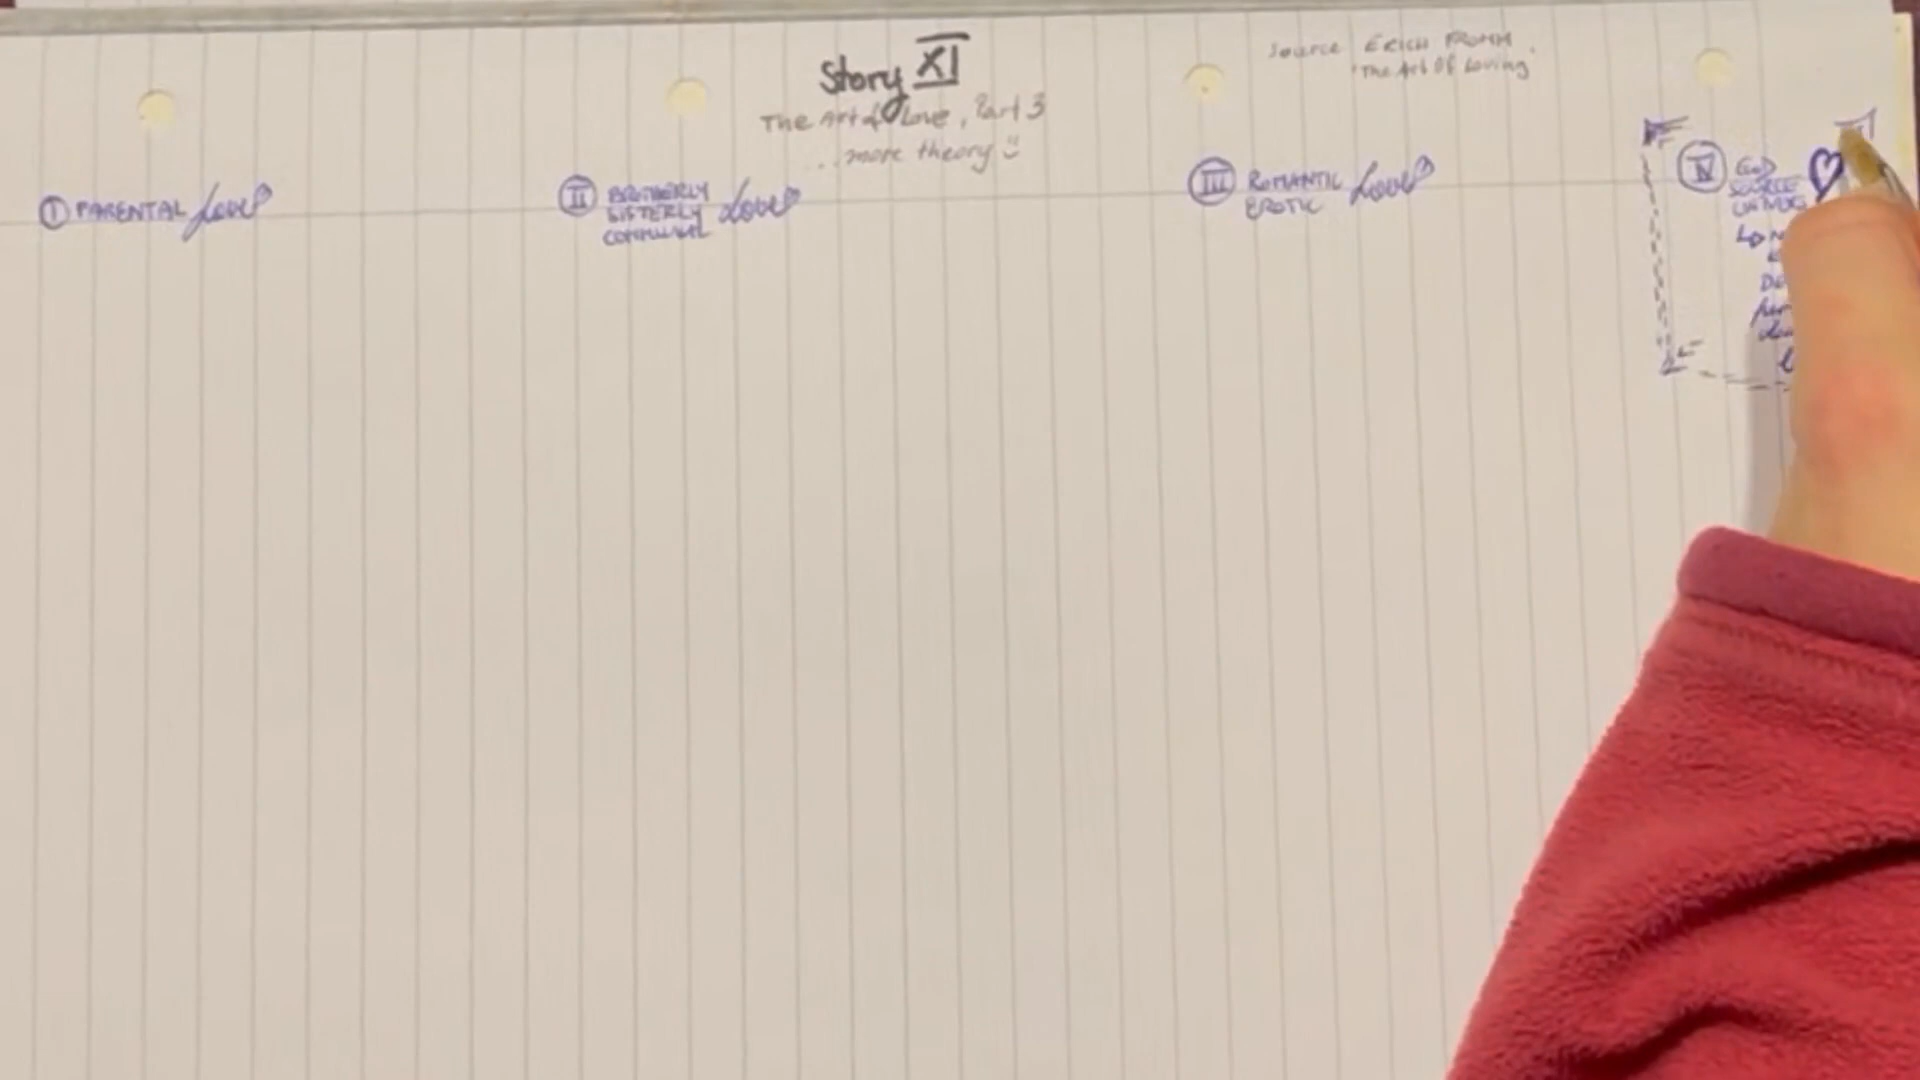 Story XI
The Art of Love, Part 3
...more theory
Source ERICH FROMM.
"The Art Of Loving"
I PARENTAL Love
II BROTHERLY
SISTERLY Love
COMMUNAL
III ROMANTIC Love
EROTIC
IV GOD
SOURCE